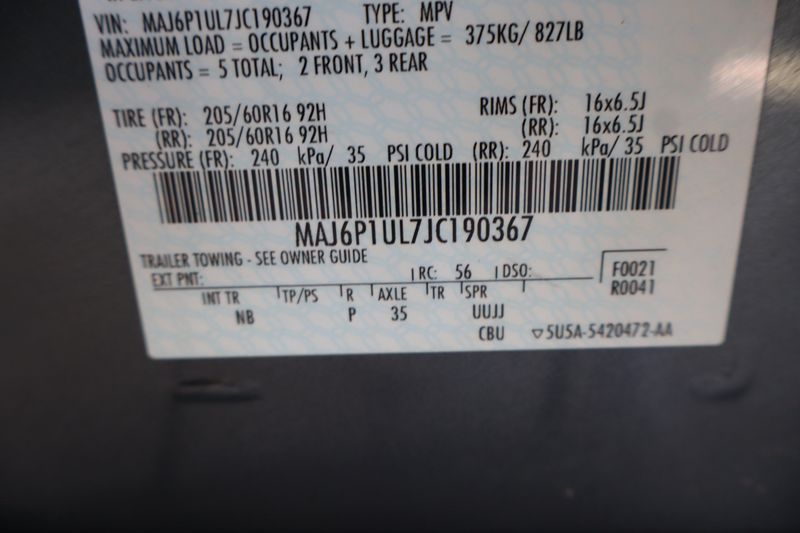 VIN: MAJ6P1UL7JC190367 TYPE: MPV
MAXIMUM LOAD = OCCUPANTS + LUGGAGE = 375KG/ 827LB
OCCUPANTS = 5 TOTAL; 2 FRONT, 3 REAR
TIRE (FR): 205/60R16 92H RIMS (FR): 16x6.5J
(RR): 205/60R16 92H (RR): 16x6.5J
PRESSURE (FR): 240 kPa/ 35 PSI COLD (RR): 240 kPa/ 35 PSI COLD
MAJ6P1UL7JC190367
TRAILER TOWING - SEE OWNER GUIDE
EXT PNT: RC: 56 DSO: F0021
R0041
INT TR TP/PS R AXLE TR SPR
NB P 35 UUJJ
CBU ▽5U5A-5420472-AA